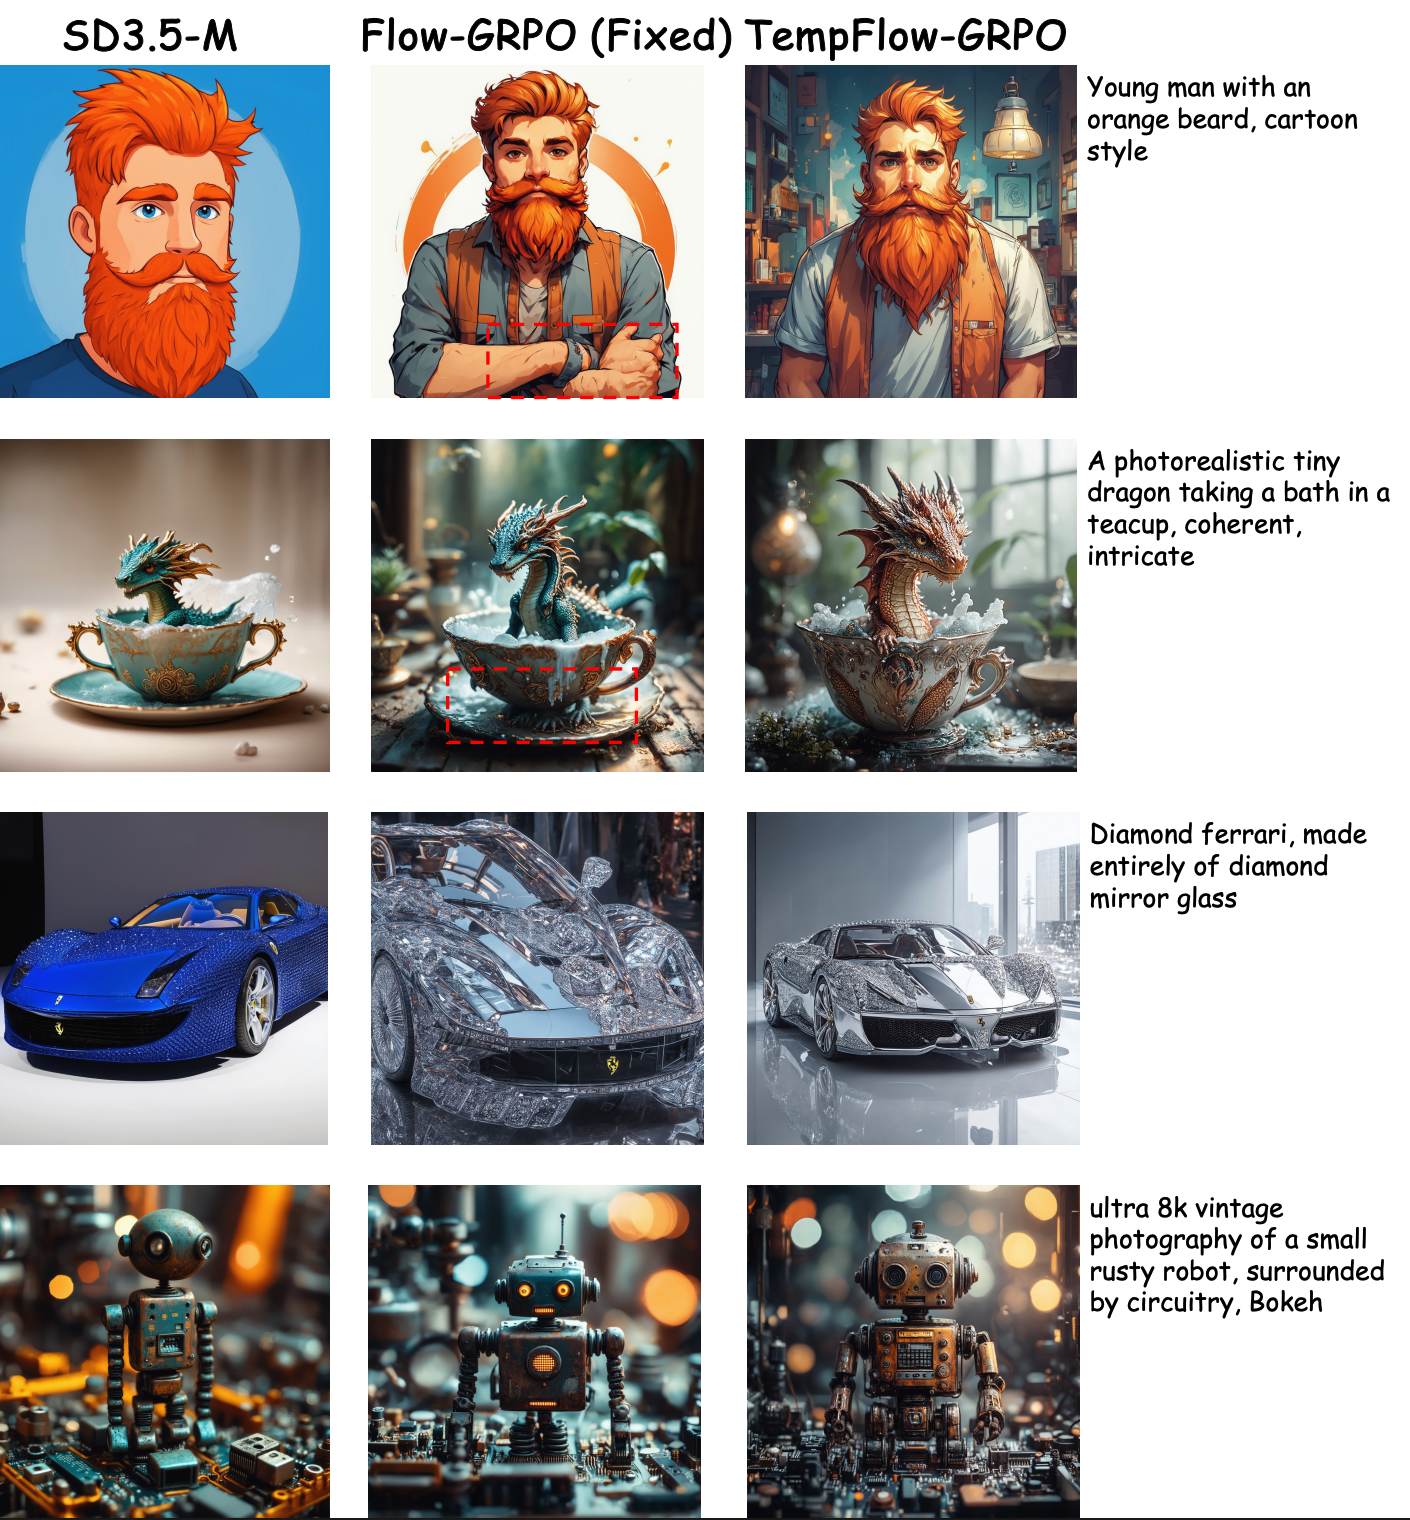 SD3.5-M
Flow-GRPO (Fixed)
TempFlow-GRPO
Young man with an
orange beard, cartoon
style
A photorealistic tiny
dragon taking a bath in a
teacup, coherent,
intricate
Diamond ferrari, made
entirely of diamond
mirror glass
ultra 8k vintage
photography of a small
rusty robot, surrounded
by circuitry, Bokeh